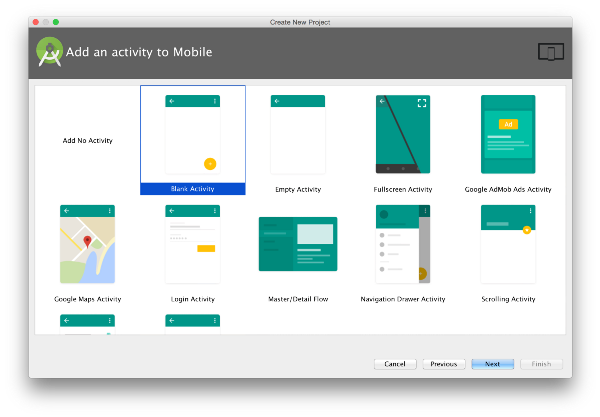 Create New Project
Add an activity to Mobile
Add No Activity
Blank Activity
Empty Activity
Fullscreen Activity
Ad
Google AdMob Ads Activity
Google Maps Activity
Login Activity
Master/Detail Flow
Navigation Drawer Activity
Scrolling Activity
Cancel
Previous
Next
Finish